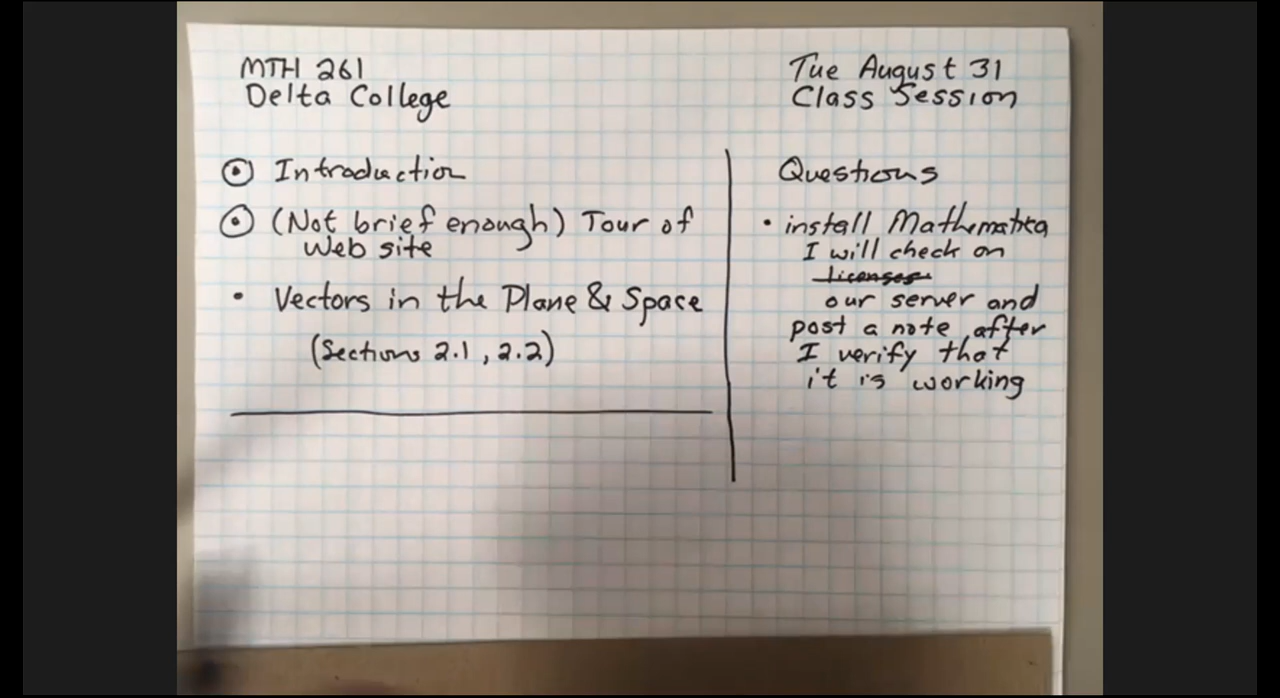 MTH 261
Delta College
Tue August 31
Class Session
⊙ Introduction
⊙ (Not brief enough) Tour of
Web site
• Vectors in the Plane & Space
(Sections 2.1, 2.2)
Questions
• install Mathematica
I will check on
licenses
our server and
post a note after
I verify that
it is working